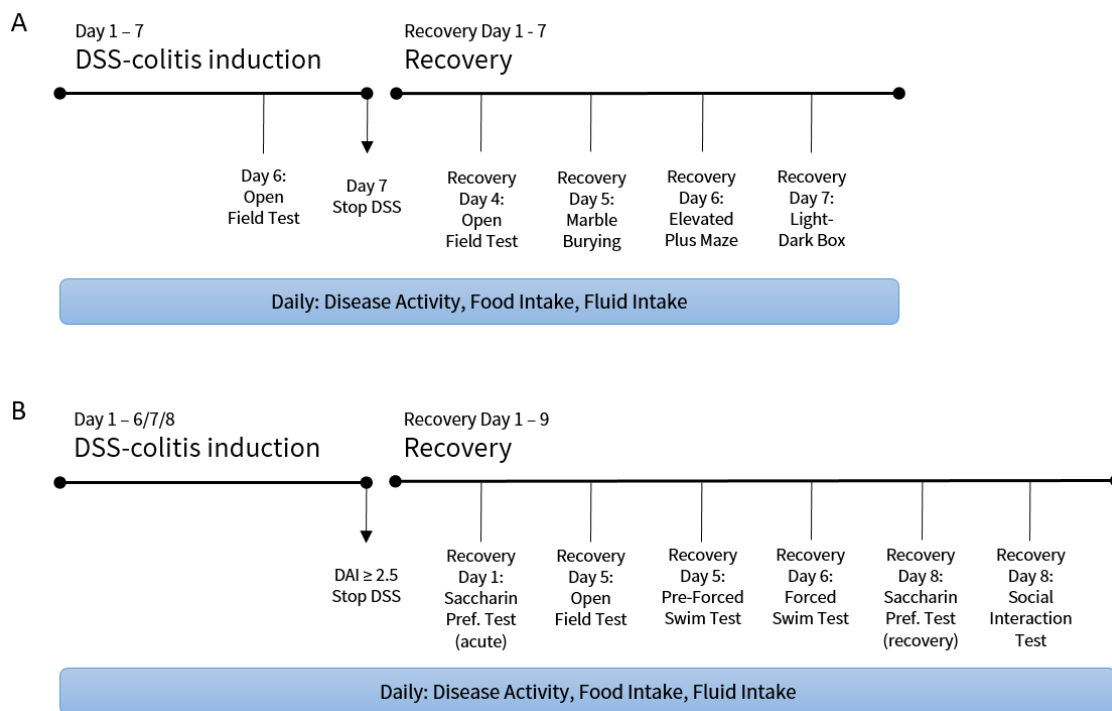 A
Day 1 – 7
DSS-colitis induction
Recovery Day 1 - 7
Recovery
Day 6:
Open
Field Test
Day 7
Stop DSS
Recovery
Day 4:
Open
Field Test
Recovery
Day 5:
Marble
Burying
Recovery
Day 6:
Elevated
Plus Maze
Recovery
Day 7:
Light-
Dark Box
Daily: Disease Activity, Food Intake, Fluid Intake
B
Day 1 – 6/7/8
DSS-colitis induction
Recovery Day 1 – 9
Recovery
DAI ≥ 2.5
Stop DSS
Recovery
Day 1:
Saccharin
Pref. Test
(acute)
Recovery
Day 5:
Open
Field Test
Recovery
Day 5:
Pre-Forced
Swim Test
Recovery
Day 6:
Forced
Swim Test
Recovery
Day 8:
Saccharin
Pref. Test
(recovery)
Recovery
Day 8:
Social
Interaction
Test
Daily: Disease Activity, Food Intake, Fluid Intake